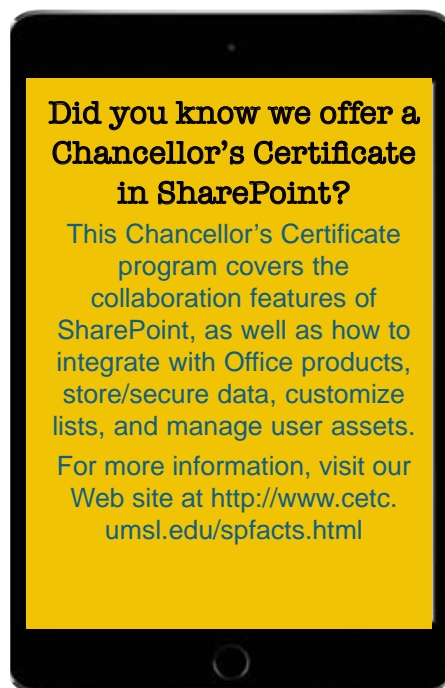 Did you know we offer a
Chancellor’s Certificate
in SharePoint?
This Chancellor’s Certificate
program covers the
collaboration features of
SharePoint, as well as how to
integrate with Office products,
store/secure data, customize
lists, and manage user assets.
For more information, visit our
Web site at http://www.cetc.
umsl.edu/spfacts.html